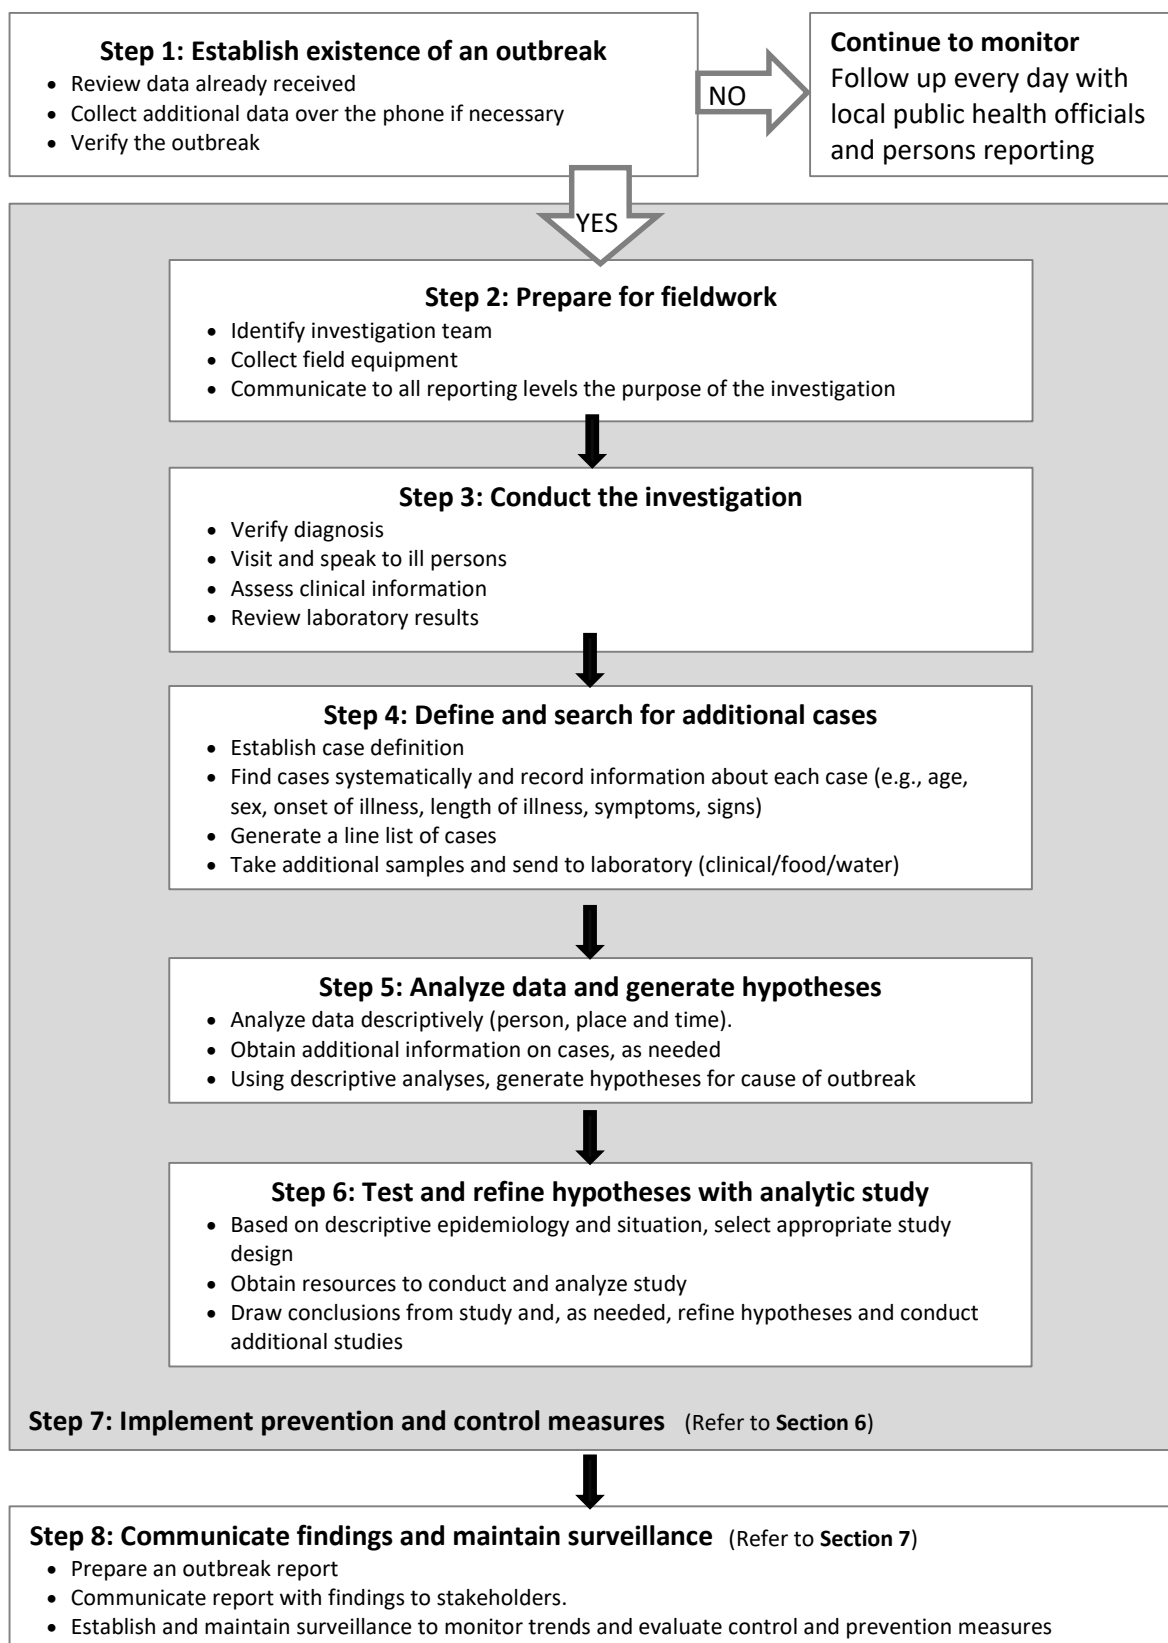 Step 1: Establish existence of an outbreak
• Review data already received
• Collect additional data over the phone if necessary
• Verify the outbreak
NO
Continue to monitor
Follow up every day with
local public health officials
and persons reporting
YES
Step 2: Prepare for fieldwork
• Identify investigation team
• Collect field equipment
• Communicate to all reporting levels the purpose of the investigation
Step 3: Conduct the investigation
• Verify diagnosis
• Visit and speak to ill persons
• Assess clinical information
• Review laboratory results
Step 4: Define and search for additional cases
• Establish case definition
• Find cases systematically and record information about each case (e.g., age,
sex, onset of illness, length of illness, symptoms, signs)
• Generate a line list of cases
• Take additional samples and send to laboratory (clinical/food/water)
Step 5: Analyze data and generate hypotheses
• Analyze data descriptively (person, place and time).
• Obtain additional information on cases, as needed
• Using descriptive analyses, generate hypotheses for cause of outbreak
Step 6: Test and refine hypotheses with analytic study
• Based on descriptive epidemiology and situation, select appropriate study
design
• Obtain resources to conduct and analyze study
• Draw conclusions from study and, as needed, refine hypotheses and conduct
additional studies
Step 7: Implement prevention and control measures (Refer to Section 6)
Step 8: Communicate findings and maintain surveillance (Refer to Section 7)
• Prepare an outbreak report
• Communicate report with findings to stakeholders.
• Establish and maintain surveillance to monitor trends and evaluate control and prevention measures